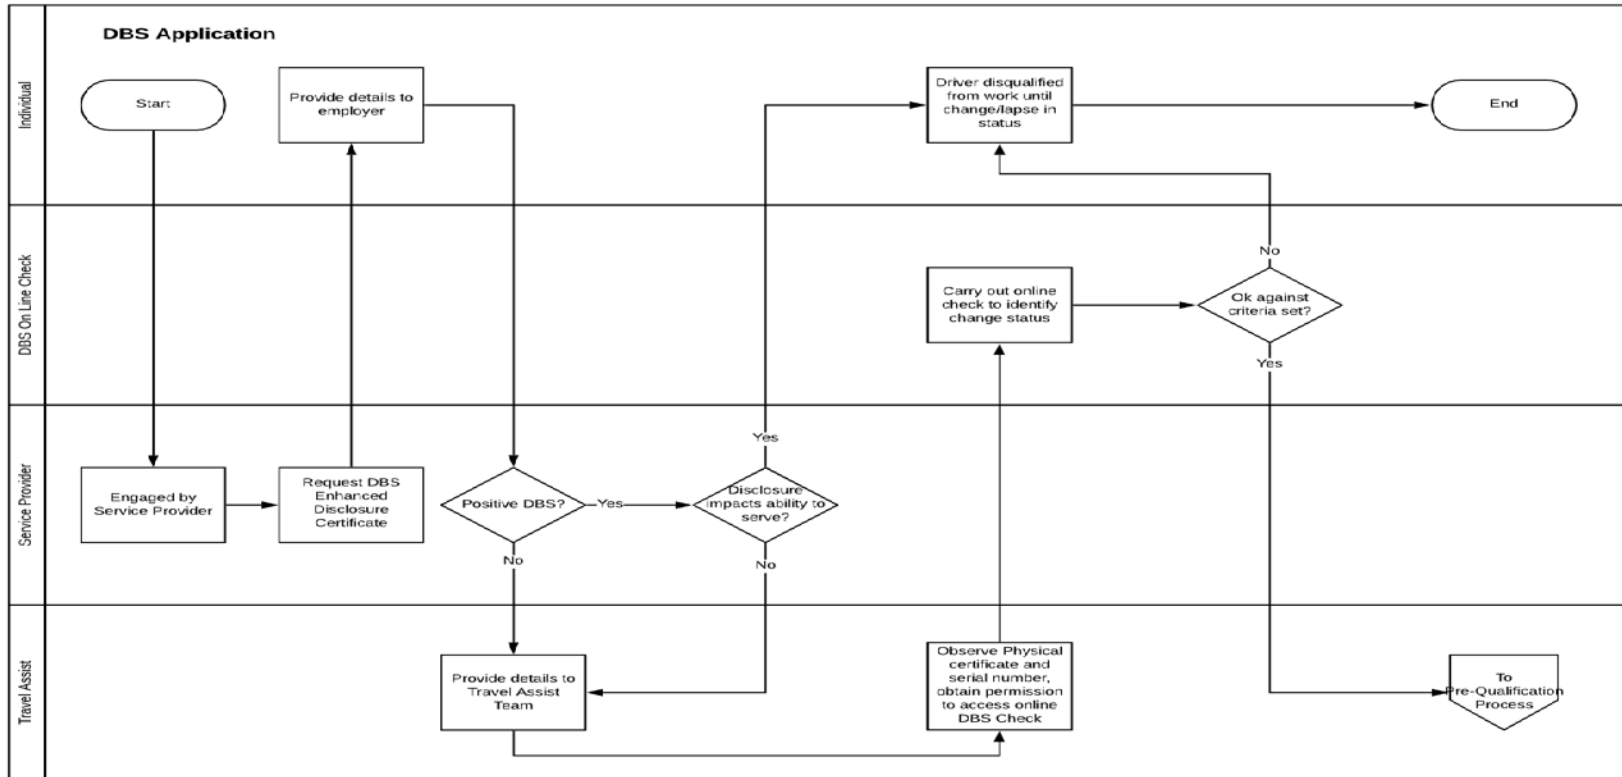 DBS Application
Individual
Start
Provide details to
employer
Driver disqualified
from work until
change/lapse in
status
End
DBS On Line Check
No
Carry out online
check to identify
change status
Ok against
criteria set?
Yes
Service Provider
Engaged by
Service Provider
Request DBS
Enhanced
Disclosure
Certificate
Positive DBS?
Yes
No
Yes
Disclosure
impacts ability to
serve?
No
Travel Assist
Provide details to
Travel Assist
Team
Observe Physical
certificate and
serial number,
obtain permission
to access online
DBS Check
To
Pre-Qualification
Process